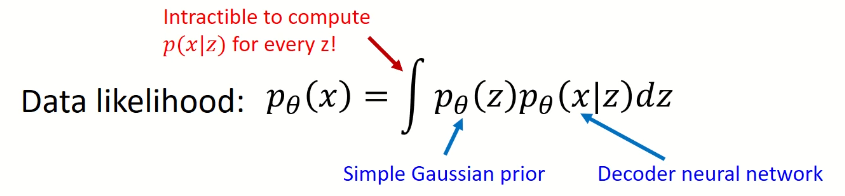 Intractible to compute
p(x|z) for every z!
Data likelihood: pθ(x) = ∫ pθ(z)pθ(x|z)dz
Simple Gaussian prior
Decoder neural network